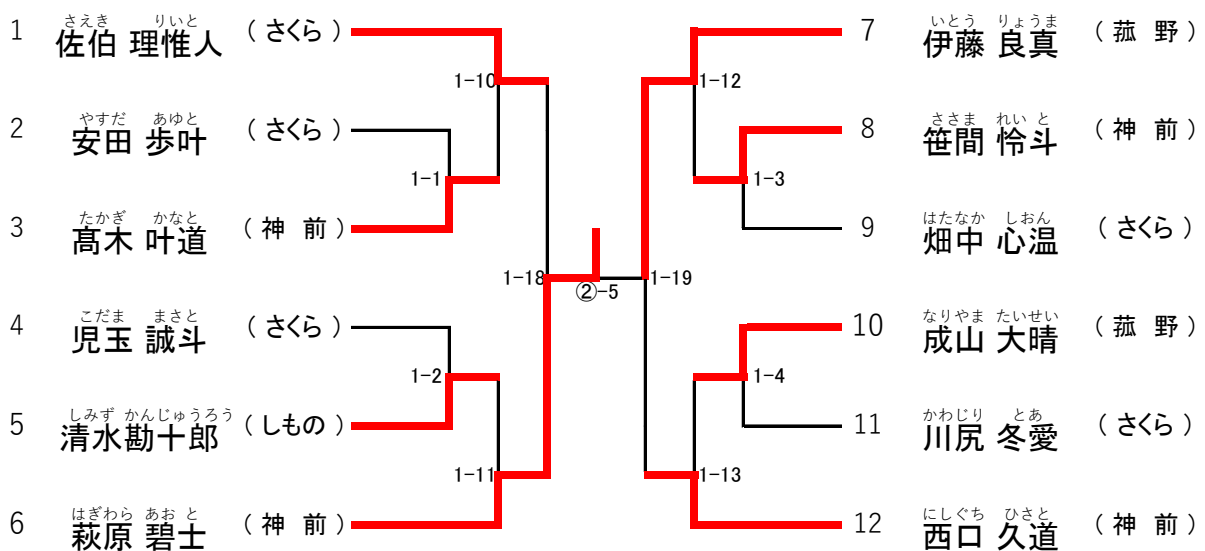 1 佐伯 理惟人 さえき りいと ( さくら )
2 安田 歩叶 やすだ あゆと ( さくら )
3 髙木 叶道 たかぎ かなと ( 神 前 )
4 児玉 誠斗 こだま まさと ( さくら )
5 清水勘十郎 しみず かんじゅうろう ( しもの )
6 萩原 碧士 はぎわら あおと ( 神 前 )
1-10
1-1
1-2
1-11
1-18
②-5
1-19
1-12
1-3
1-4
1-13
7 伊藤 良真 いとう りょうま ( 菰 野 )
8 笹間 怜斗 ささま れいと ( 神 前 )
9 畑中 心温 はたなか しおん ( さくら )
10 成山 大晴 なりやま たいせい ( 菰 野 )
11 川尻 冬愛 かわじり とあ ( さくら )
12 西口 久道 にしぐち ひさと ( 神 前 )